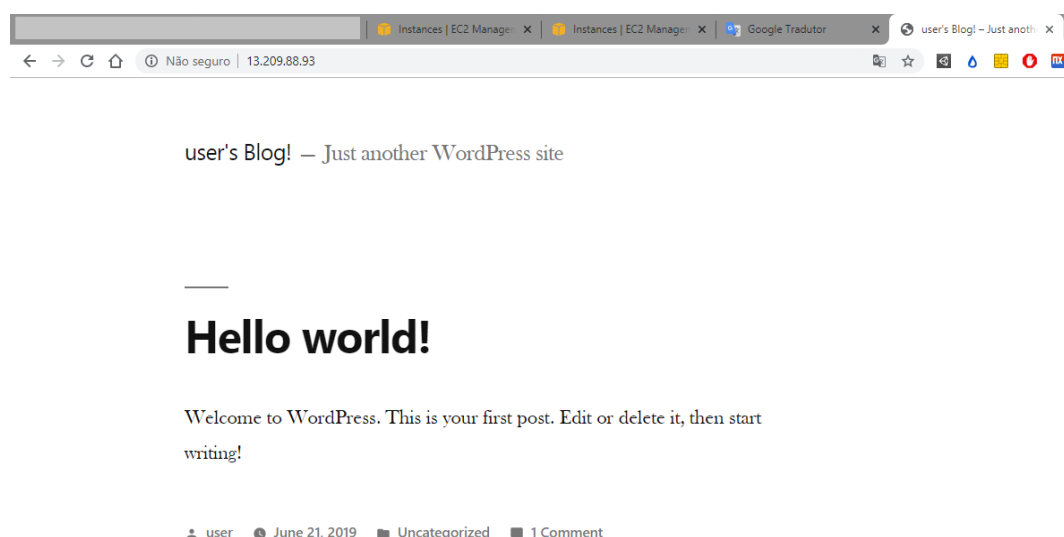 Instances | EC2 Manager
Instances | EC2 Managem
Google Tradutor
user's Blog! – Just anoth
Não seguro | 13.209.88.93
user's Blog! — Just another WordPress site
Hello world!
Welcome to WordPress. This is your first post. Edit or delete it, then start
writing!
user June 21, 2019 Uncategorized 1 Comment